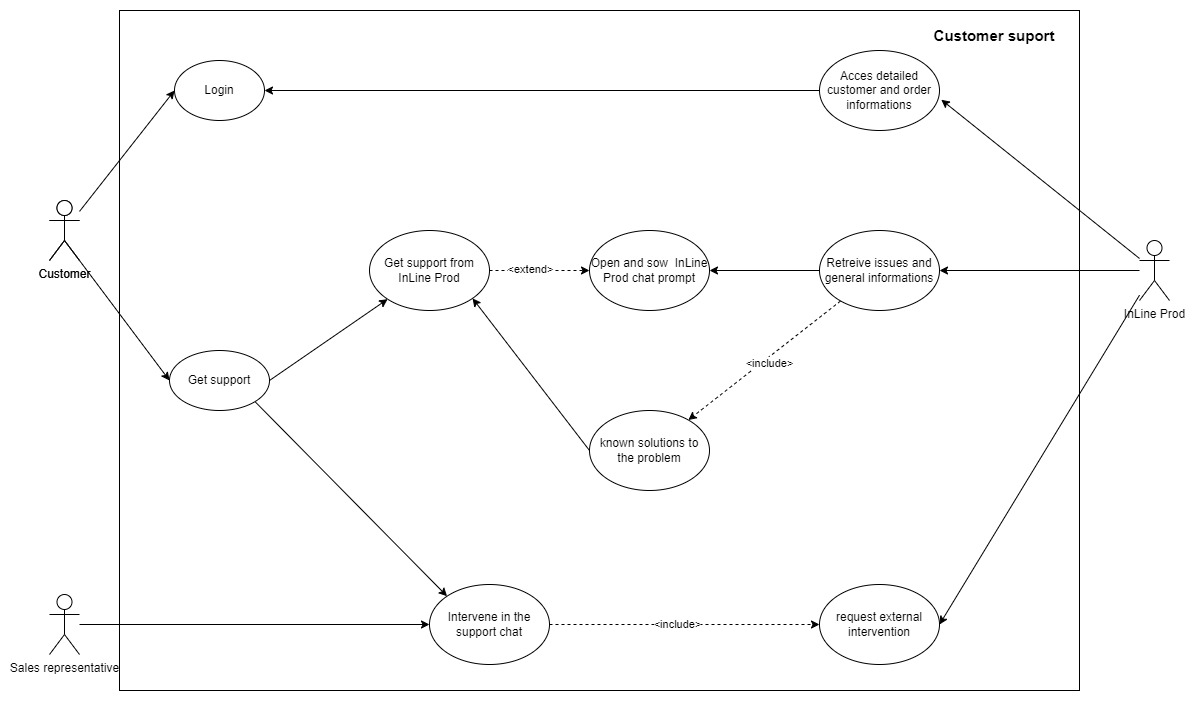 Customer suport
Login
Acces detailed
customer and order
informations
Customer
Get support from
InLine Prod
<extend>
Open and sow InLine
Prod chat prompt
Retreive issues and
general informations
InLine Prod
<include>
Get support
known solutions to
the problem
Intervene in the
support chat
<include>
request external
intervention
Sales representative